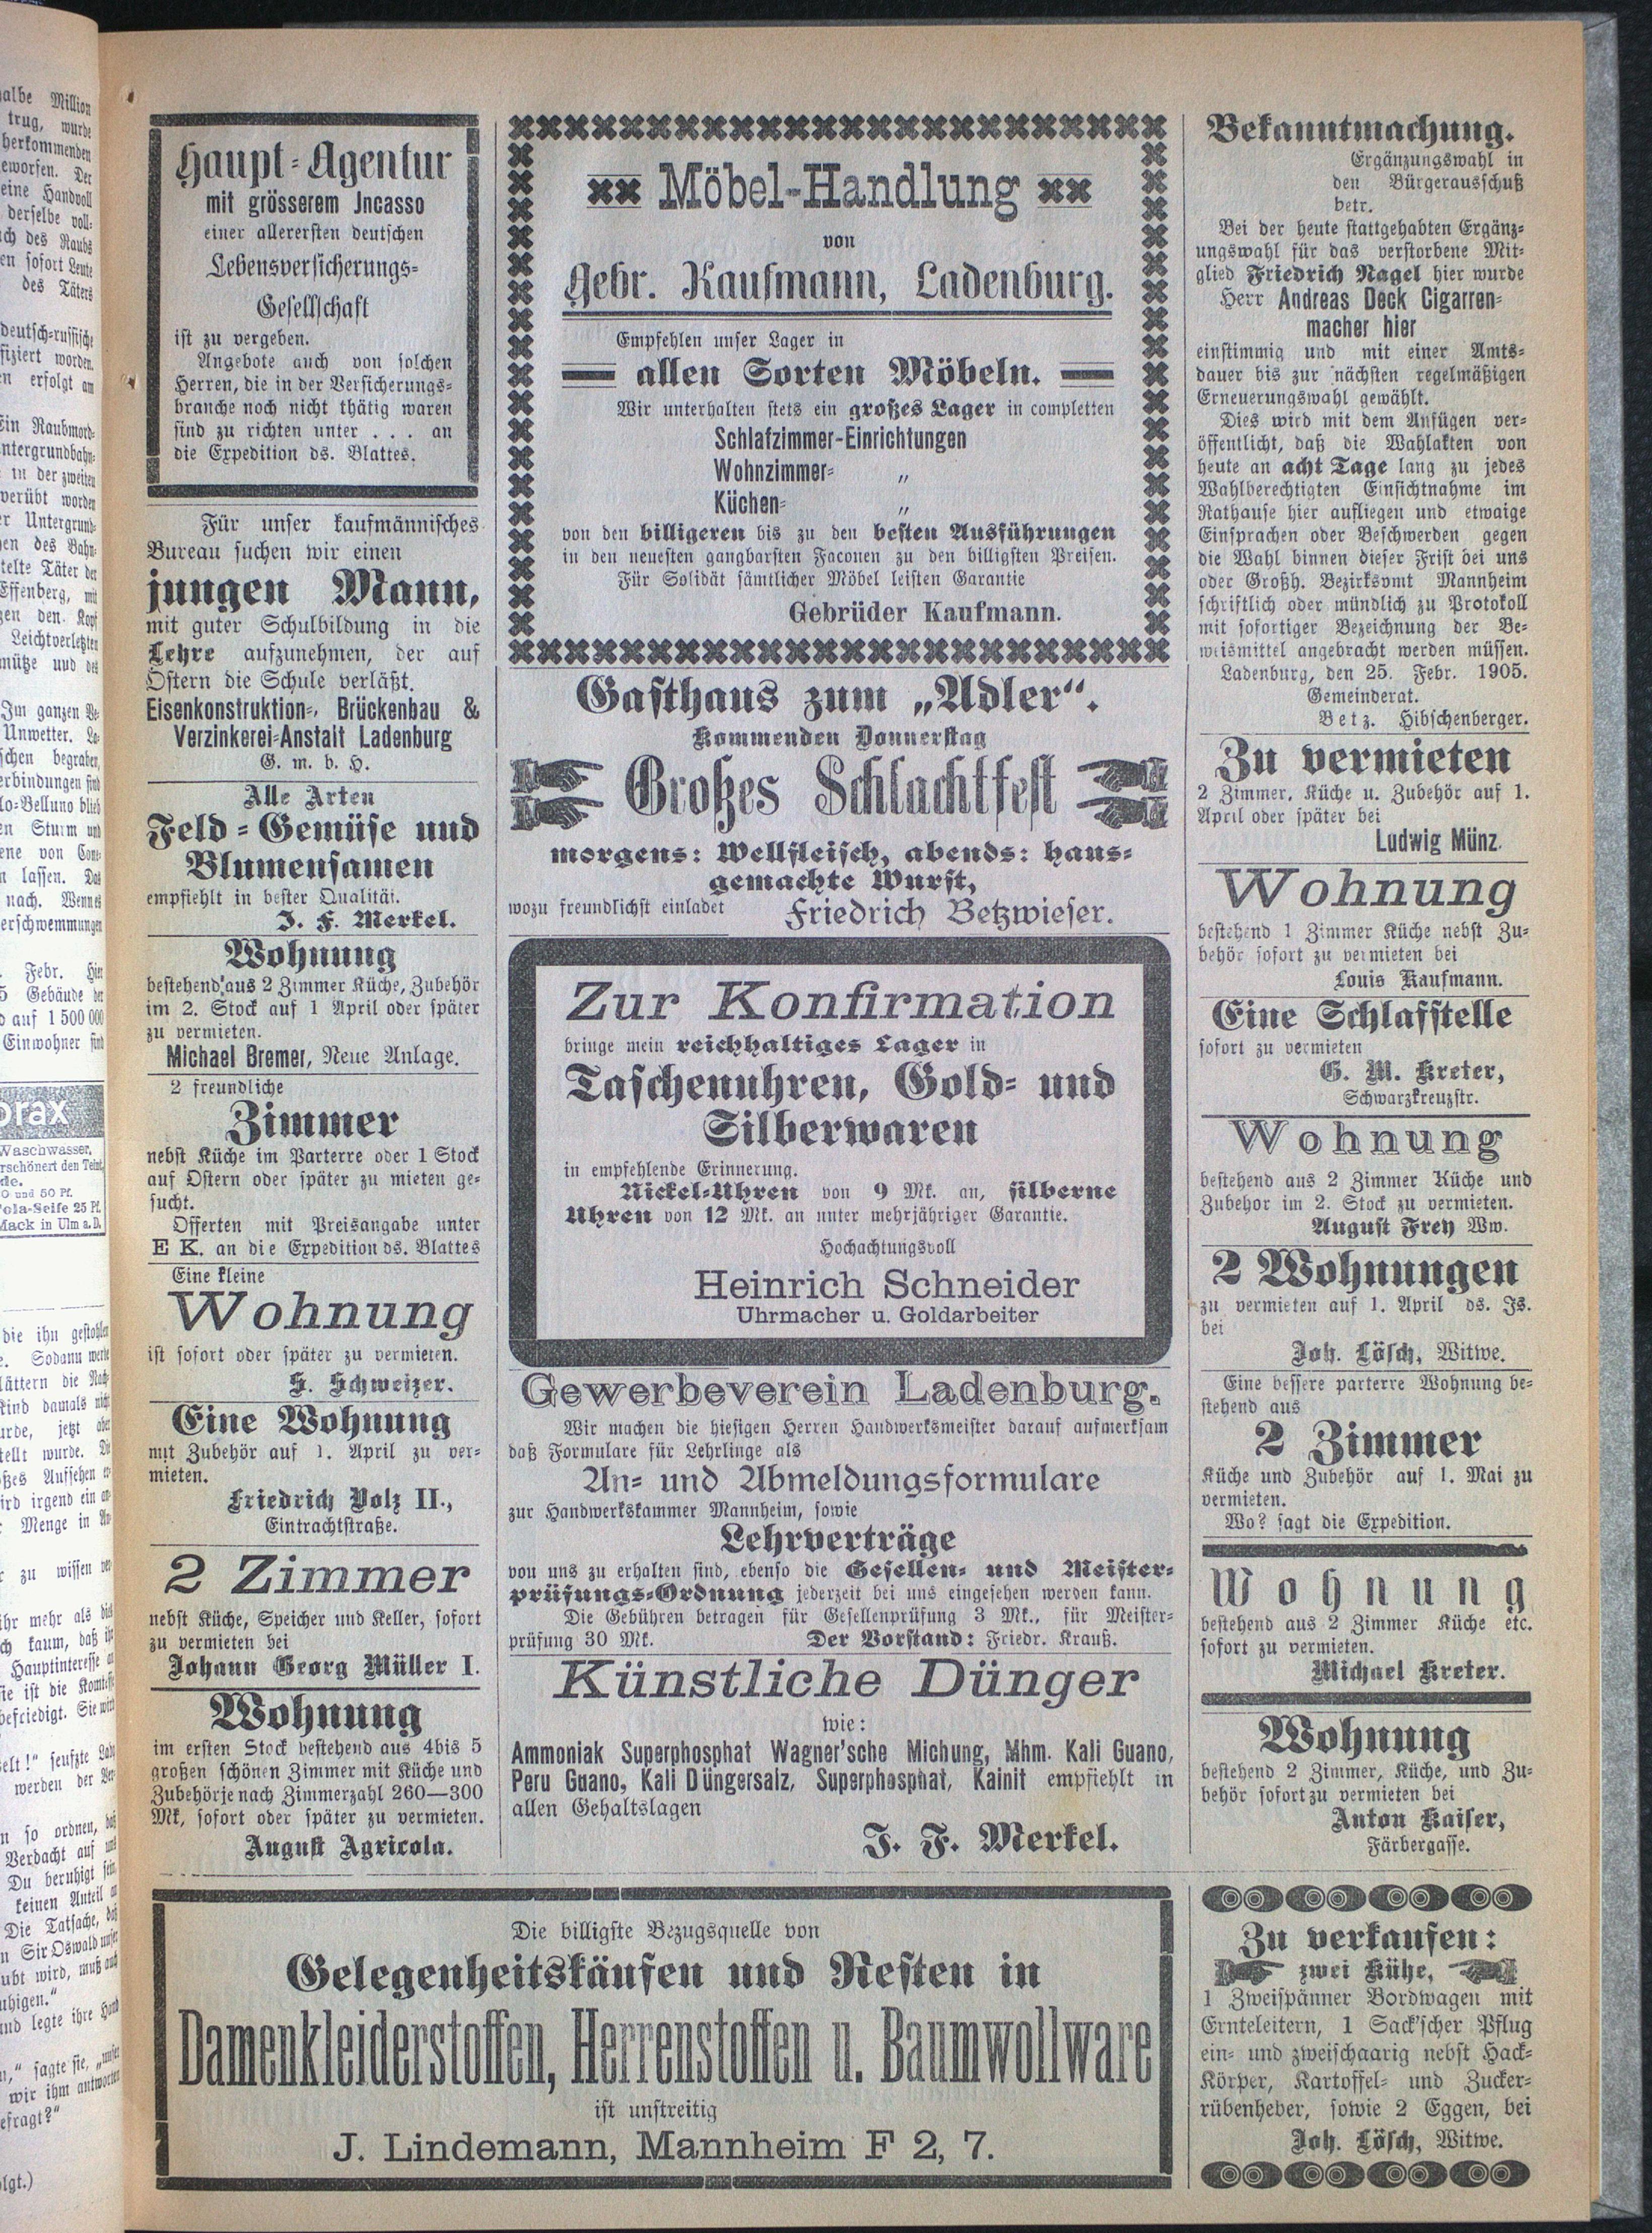 Haupt-Agentur
mit grösserem Incasso
einer allerersten deutschen
Lebensversicherungs-
Gesellschaft
ist zu vergeben.
Angebote auch von solchen
Herren, die in der Versicherungs-
branche noch nicht thätig waren
sind zu richten unter . . . an
die Expedition ds. Blattes.
Für unser kaufmännisches
Bureau suchen wir einen
jungen Mann,
mit guter Schulbildung in die
Lehre aufzunehmen, der auf
Ostern die Schule verläßt.
Eisenkonstruktion-, Brückenbau &
Verzinkerei-Anstalt Ladenburg
G. m. b. H.
Alle Arten
Feld-Gemüse und
Blumensamen
empfiehlt in bester Qualität.
J. F. Merkel.
Wohnung
bestehend aus 2 Zimmer Küche, Zubehör
im 2. Stock auf 1 April oder später
zu vermieten.
Michael Bremer, Neue Anlage.
2 freundliche
Zimmer
nebst Küche im Parterre oder 1 Stock
auf Ostern oder später zu mieten ge-
sucht.
Offerten mit Preisangabe unter
E K. an die Expedition ds. Blattes
Eine kleine
Wohnung
ist sofort oder später zu vermieten.
H. Schweizer.
Eine Wohnung
mit Zubehör auf 1. April zu ver-
mieten.
Friedrich Volz II.,
Eintrachtstraße.
2 Zimmer
nebst Küche, Speicher und Keller, sofort
zu vermieten bei
Johann Georg Müller I.
Wohnung
im ersten Stock bestehend aus 4bis 5
großen schönen Zimmer mit Küche und
Zubehör je nach Zimmerzahl 260—300
Mk, sofort oder später zu vermieten.
August Agricola.
Möbel-Handlung
von
Gebr. Kaufmann, Ladenburg.
Empfehlen unser Lager in
allen Sorten Möbeln.
Wir unterhalten stets ein großes Lager in completten
Schlafzimmer-Einrichtungen
Wohnzimmer- „
Küchen- „
von den billigeren bis zu den besten Ausführungen
in den neuesten gangbarsten Faconen zu den billigsten Preisen.
Für Solidät sämtlicher Möbel leisten Garantie
Gebrüder Kaufmann.
Gasthaus zum „Adler“.
Kommenden Donnerstag
Großes Schlachtfest
morgens: Wellfleisch, abends: haus-
gemachte Wurst,
wozu freundlichst einladet Friedrich Betzwieser.
Zur Konfirmation
bringe mein reichhaltiges Lager in
Taschenuhren, Gold- und
Silberwaren
in empfehlende Erinnerung.
Nickel-Uhren von 9 Mk. an, silberne
Uhren von 12 Mk. an unter mehrjähriger Garantie.
Hochachtungsvoll
Heinrich Schneider
Uhrmacher u. Goldarbeiter
Gewerbeverein Ladenburg.
Wir machen die hiesigen Herren Handwerksmeister darauf aufmerksam
daß Formulare für Lehrlinge als
An- und Abmeldungsformulare
zur Handwerkskammer Mannheim, sowie
Lehrverträge
von uns zu erhalten sind, ebenso die Gesellen- und Meister-
prüfungs-Ordnung jederzeit bei uns eingesehen werden kann.
Die Gebühren betragen für Gesellenprüfung 3 Mk., für Meister-
prüfung 30 Mk. Der Vorstand: Friedr. Krauß.
Künstliche Dünger
wie:
Ammoniak Superphosphat Wagner'sche Michung, Mhm. Kali Guano,
Peru Guano, Kali Düngersalz, Superphosphat, Kainit empfiehlt in
allen Gehaltslagen
J. F. Merkel.
Bekanntmachung.
Ergänzungswahl in
den Bürgerausschuß
betr.
Bei der heute stattgehabten Ergänz-
ungswahl für das verstorbene Mit-
glied Friedrich Nagel hier wurde
Herr Andreas Deck Cigarren-
macher hier
einstimmig und mit einer Amts-
dauer bis zur nächsten regelmäßigen
Erneuerungswahl gewählt.
Dies wird mit dem Anfügen ver-
öffentlicht, daß die Wahlakten von
heute an acht Tage lang zu jedes
Wahlberechtigten Einsichtnahme im
Rathause hier aufliegen und etwaige
Einsprachen oder Beschwerden gegen
die Wahl binnen dieser Frist bei uns
oder Großh. Bezirksamt Mannheim
schriftlich oder mündlich zu Protokoll
mit sofortiger Bezeichnung der Be-
weismittel angebracht werden müssen.
Ladenburg, den 25. Febr. 1905.
Gemeinderat.
Betz. Hibschenberger.
Zu vermieten
2 Zimmer, Küche u. Zubehör auf 1.
April oder später bei
Ludwig Münz.
Wohnung
bestehend 1 Zimmer Küche nebst Zu-
behör sofort zu vermieten bei
Louis Kaufmann.
Eine Schlafstelle
sofort zu vermieten
G. M. Kreter,
Schwarzkreuzstr.
Wohnung
bestehend aus 2 Zimmer Küche und
Zubehör im 2. Stock zu vermieten.
August Frey Ww.
2 Wohnungen
zu vermieten auf 1. April ds. Js.
bei
Joh. Lösch, Witwe.
Eine bessere parterre Wohnung be-
stehend aus
2 Zimmer
Küche und Zubehör auf 1. Mai zu
vermieten.
Wo? sagt die Expedition.
Wohnung
bestehend aus 2 Zimmer Küche etc.
sofort zu vermieten.
Michael Kreter.
Wohnung
bestehend 2 Zimmer, Küche, und Zu-
behör sofort zu vermieten bei
Anton Kaiser,
Färbergasse.
Die billigste Bezugsquelle von
Gelegenheitskäufen und Resten in
Damenkleiderstoffen, Herrenstoffen u. Baumwollware
ist unstreitig
J. Lindemann, Mannheim F 2, 7.
Zu verkaufen:
zwei Kühe,
1 Zweispänner Bordwagen mit
Ernteleitern, 1 Sack'scher Pflug
ein- und zweischaarig nebst Hack-
Körper, Kartoffel- und Zucker-
rübenheber, sowie 2 Eggen, bei
Joh. Lösch, Witwe.